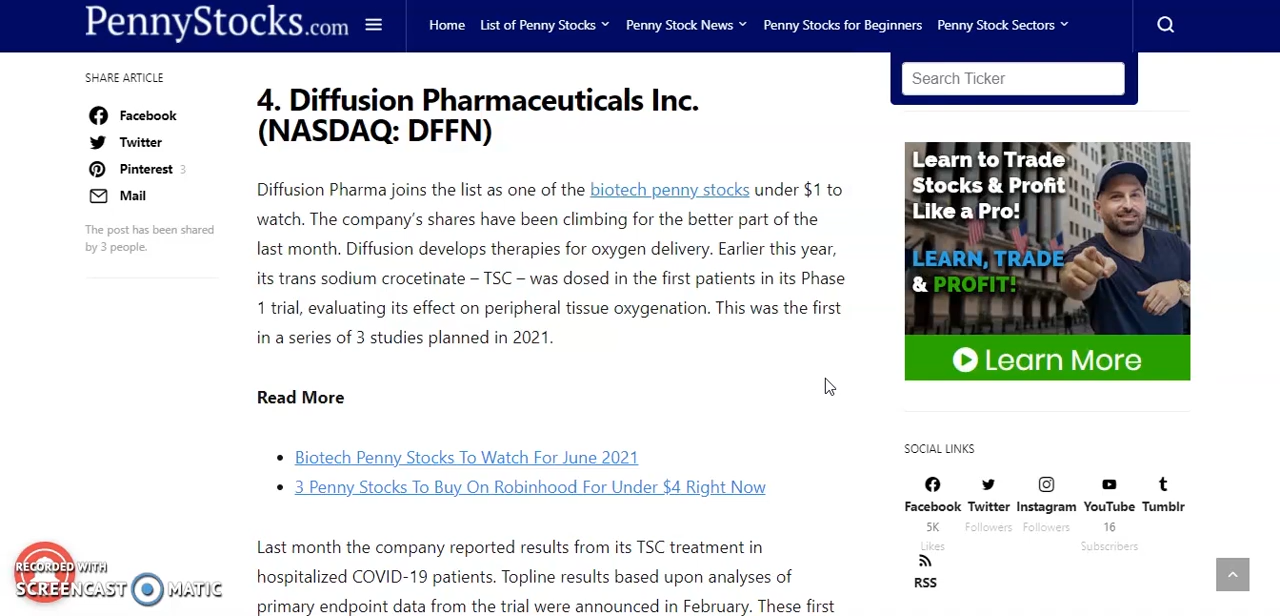 PennyStocks.com
Home List of Penny Stocks Penny Stock News Penny Stocks for Beginners Penny Stock Sectors
SHARE ARTICLE
Facebook
Twitter
Pinterest 3
Mail
The post has been shared
by 3 people.
4. Diffusion Pharmaceuticals Inc.
(NASDAQ: DFFN)
Diffusion Pharma joins the list as one of the biotech penny stocks under $1 to
watch. The company’s shares have been climbing for the better part of the
last month. Diffusion develops therapies for oxygen delivery. Earlier this year,
its trans sodium crocetinate – TSC – was dosed in the first patients in its Phase
1 trial, evaluating its effect on peripheral tissue oxygenation. This was the first
in a series of 3 studies planned in 2021.
Read More
Biotech Penny Stocks To Watch For June 2021
3 Penny Stocks To Buy On Robinhood For Under $4 Right Now
Last month the company reported results from its TSC treatment in
hospitalized COVID-19 patients. Topline results based upon analyses of
primary endpoint data from the trial were announced in February. These first
Search Ticker
Learn to Trade
Stocks & Profit
Like a Pro!
LEARN, TRADE
& PROFIT!
Learn More
SOCIAL LINKS
Facebook Twitter Instagram YouTube Tumblr
5K Followers Followers 16
Likes Subscribers
RSS
RECORDED WITH
SCREENCAST MATIC